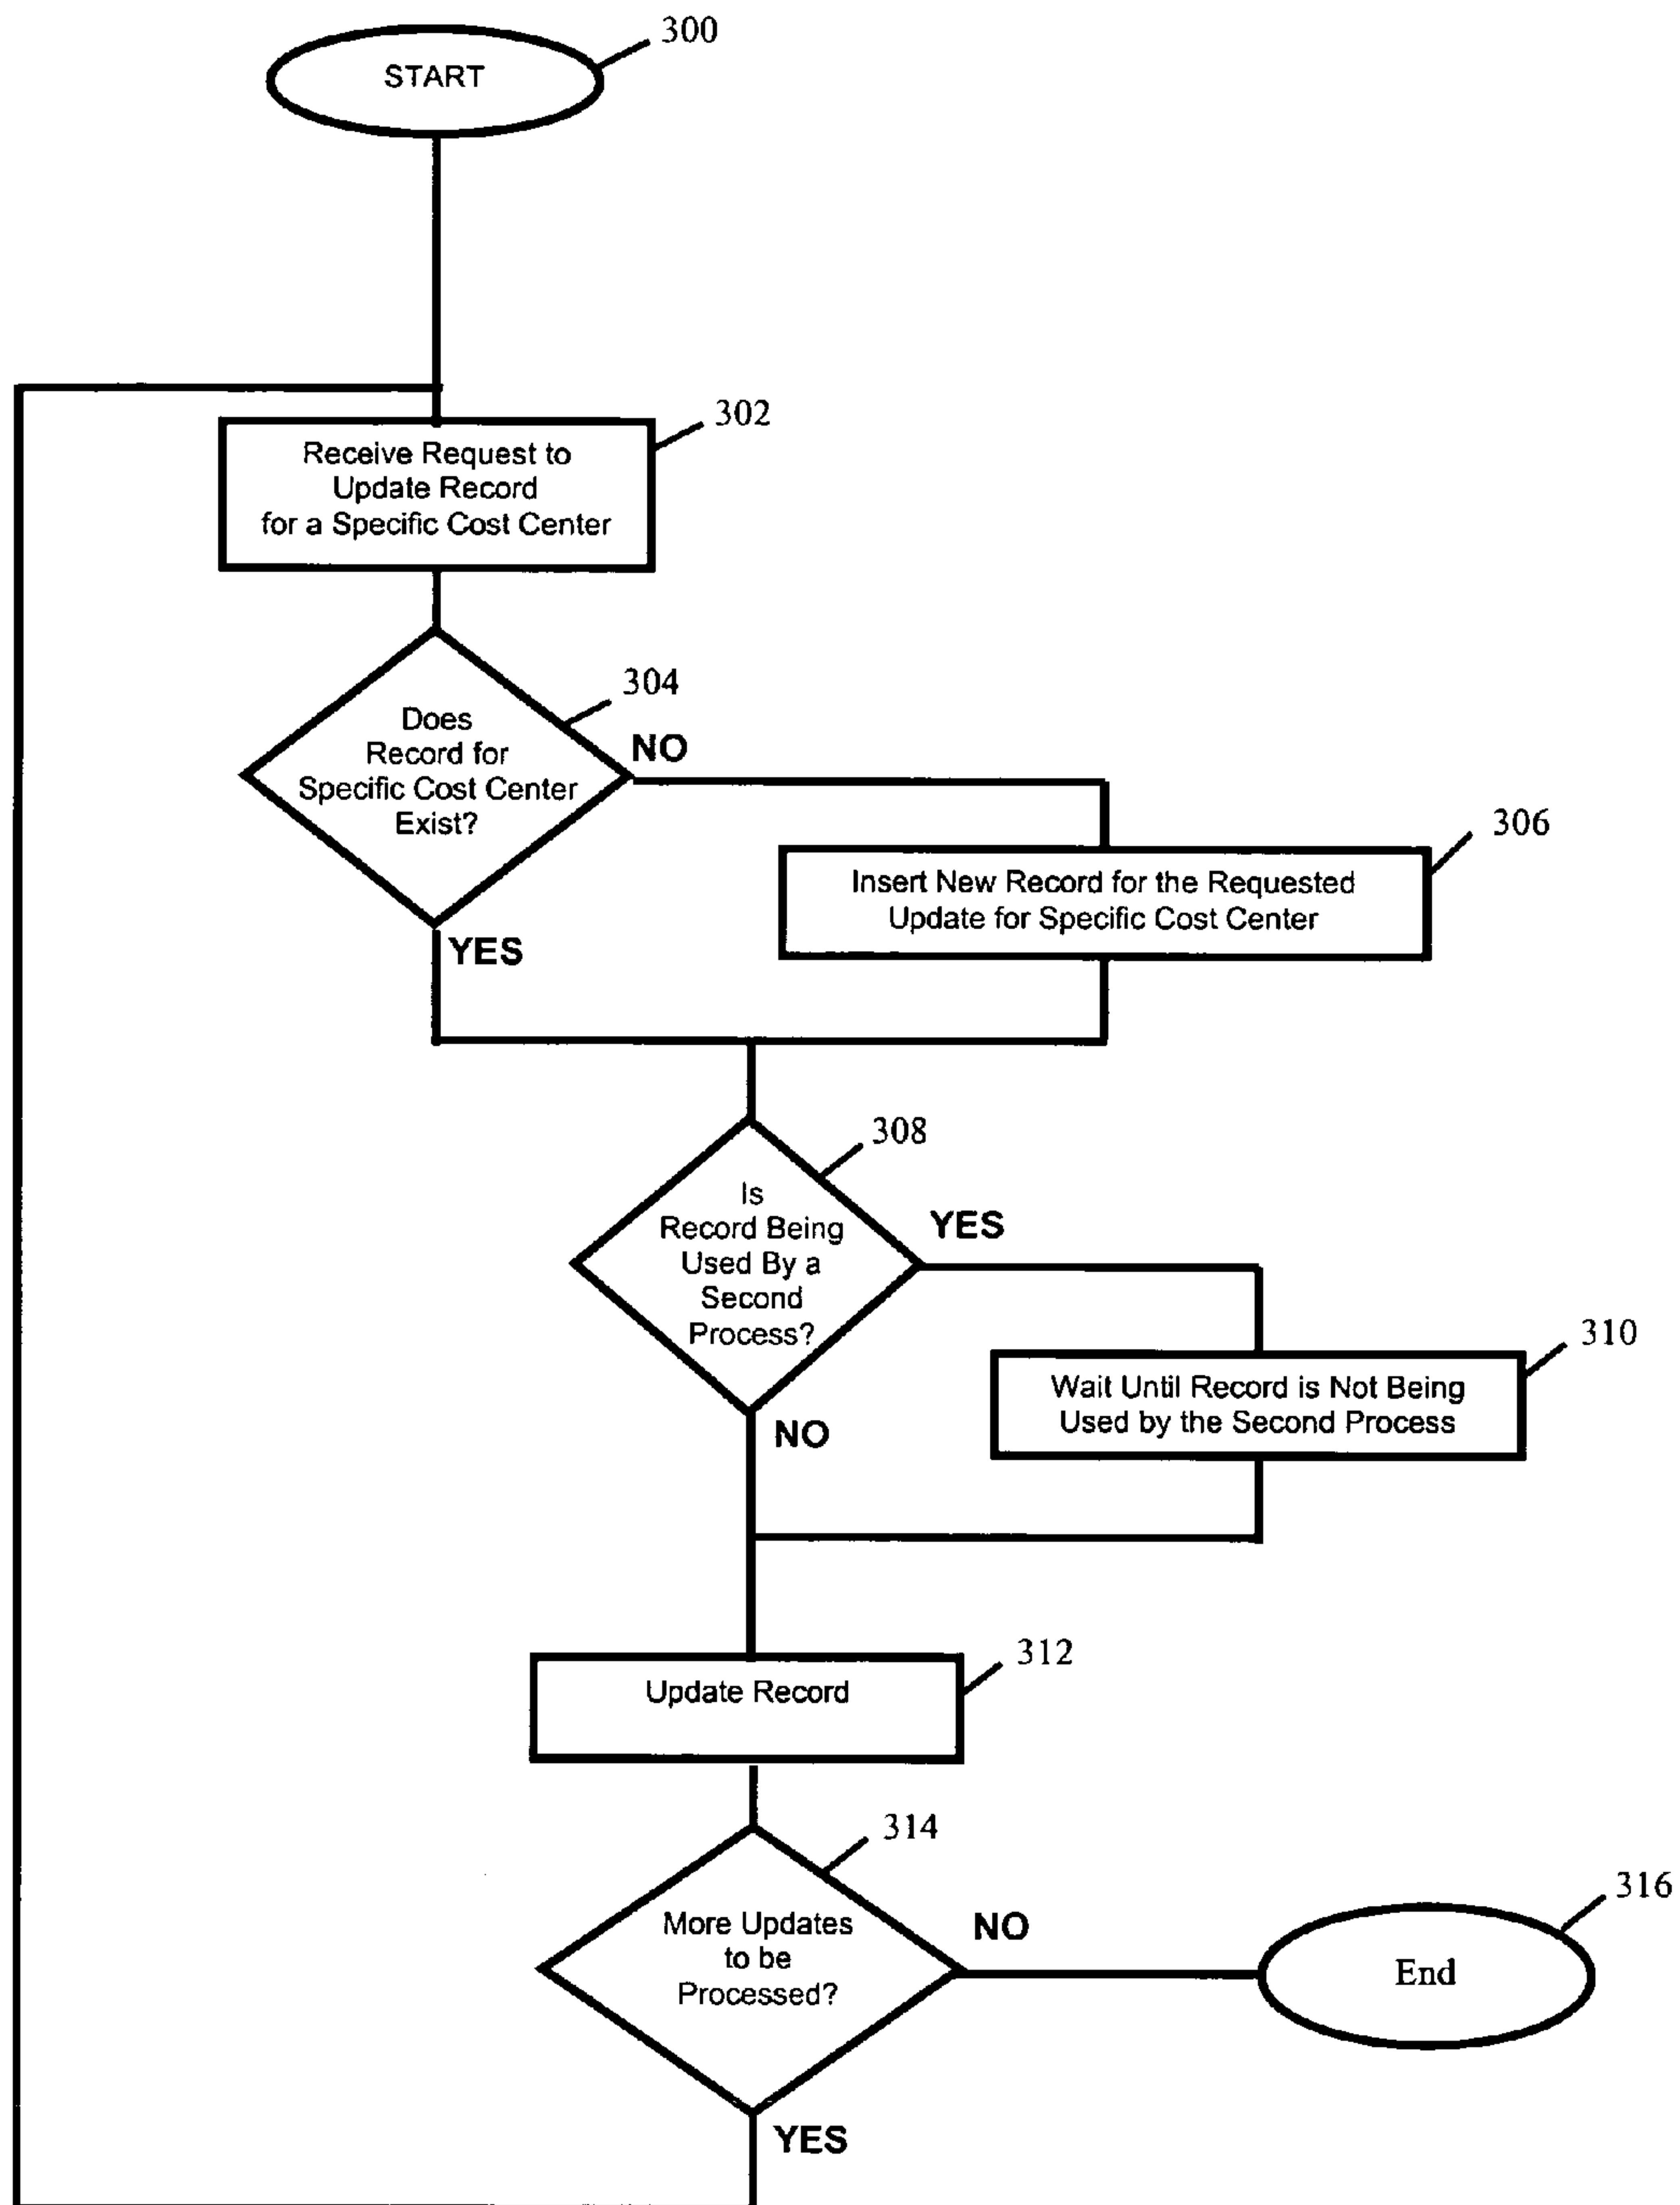 300
START
302
Receive Request to
Update Record
for a Specific Cost Center
304
Does
Record for
Specific Cost Center
Exist?
NO
YES
306
Insert New Record for the Requested
Update for Specific Cost Center
308
Is
Record Being
Used By a
Second
Process?
YES
NO
310
Wait Until Record is Not Being
Used by the Second Process
312
Update Record
314
More Updates
to be
Processed?
NO
YES
316
End